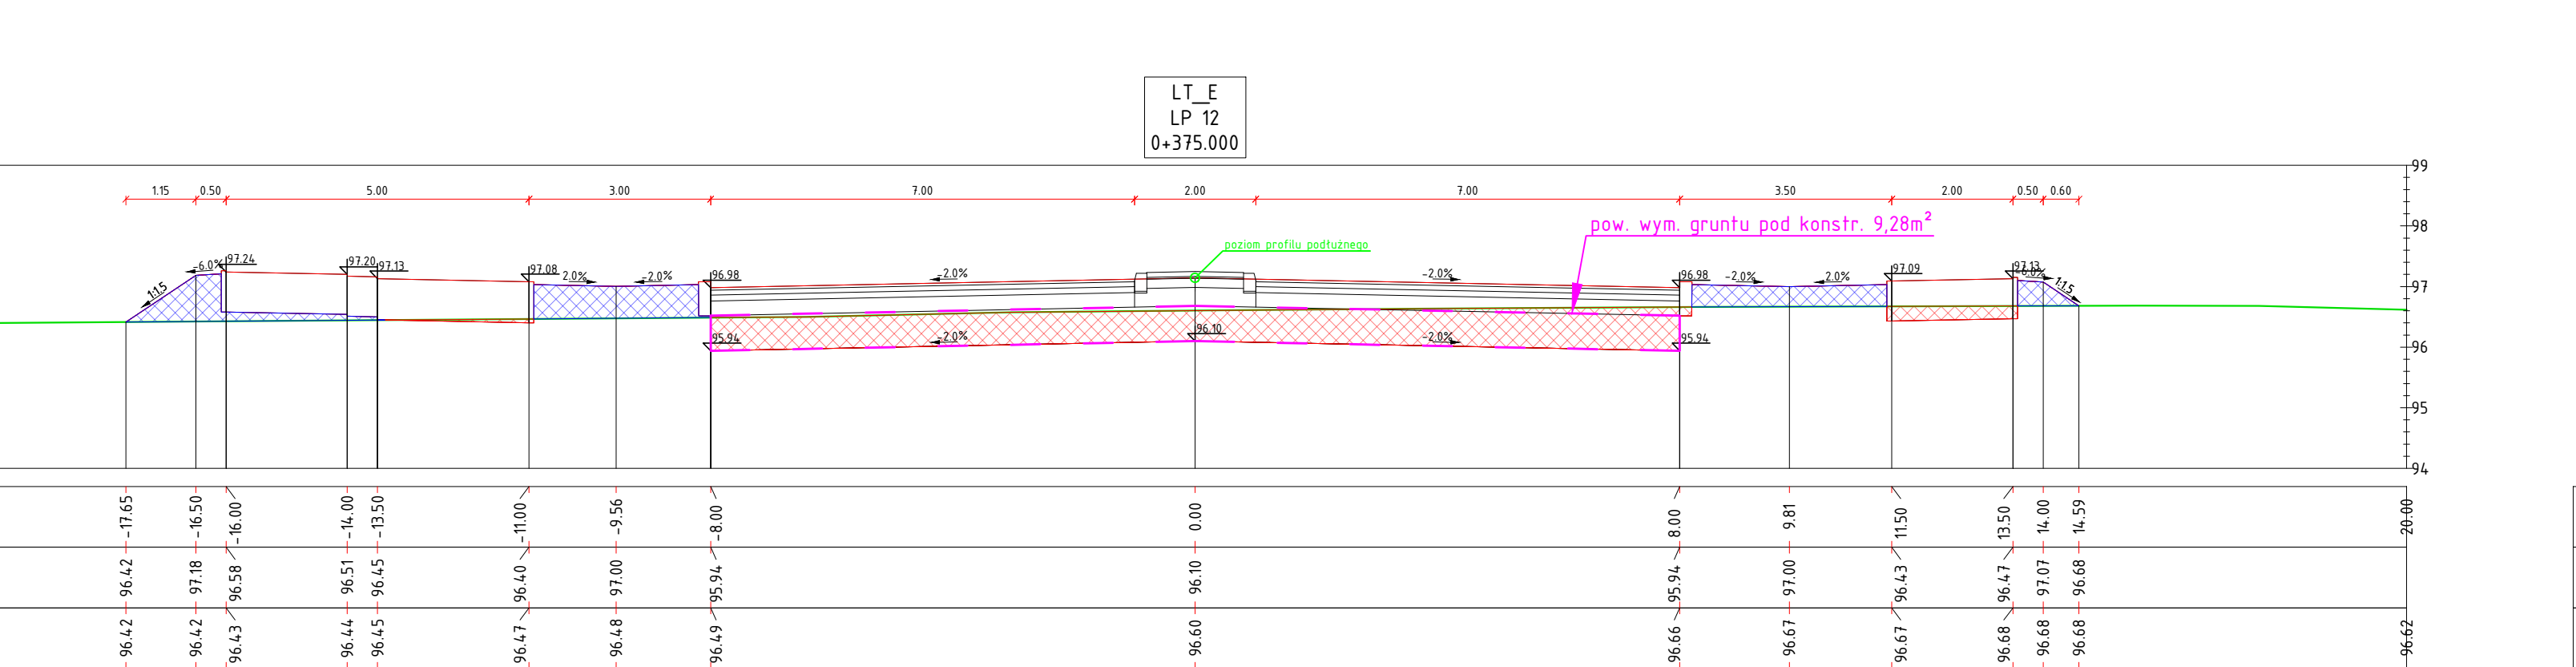 LT_E
LP 12
0+375.000
99
1.15 0.50 5.00 3.00 7.00 2.00 7.00 3.50 2.00 0.50 0.60
pow. wym. gruntu pod konstr. 9,28m²
98
poziom profilu podłużnego
-6.0% 97.24 97.20 97.13 97.08 2.0% -2.0% 96.98 -2.0% -2.0% 96.98 -2.0% 2.0% 97.09 97.13 -6.0%
1:1.5 1:1.5
97
95.94 -2.0% 96.10 -2.0% 95.94
96
95
94
-17.65 -16.50 -16.00 -14.00 -13.50 -11.00 -9.56 -8.00 0.00 8.00 9.81 11.50 13.50 14.00 14.59 20.00
96.42 97.18 96.58 96.51 96.45 96.40 97.00 95.94 96.10 95.94 97.00 96.43 96.47 97.07 96.68
96.42 96.42 96.43 96.44 96.45 96.47 96.48 96.49 96.60 96.66 96.67 96.67 96.68 96.68 96.68 96.62